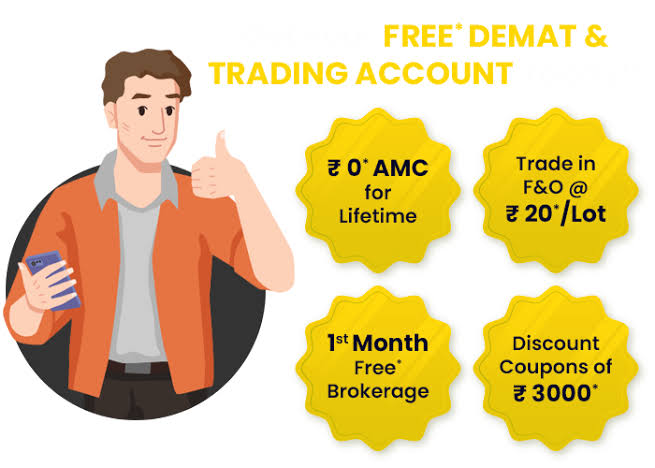 FREE* DEMAT &
TRADING ACCOUNT
₹ 0* AMC
for
Lifetime
Trade in
F&O @
₹ 20*/Lot
1st Month
Free*
Brokerage
Discount
Coupons of
₹ 3000*